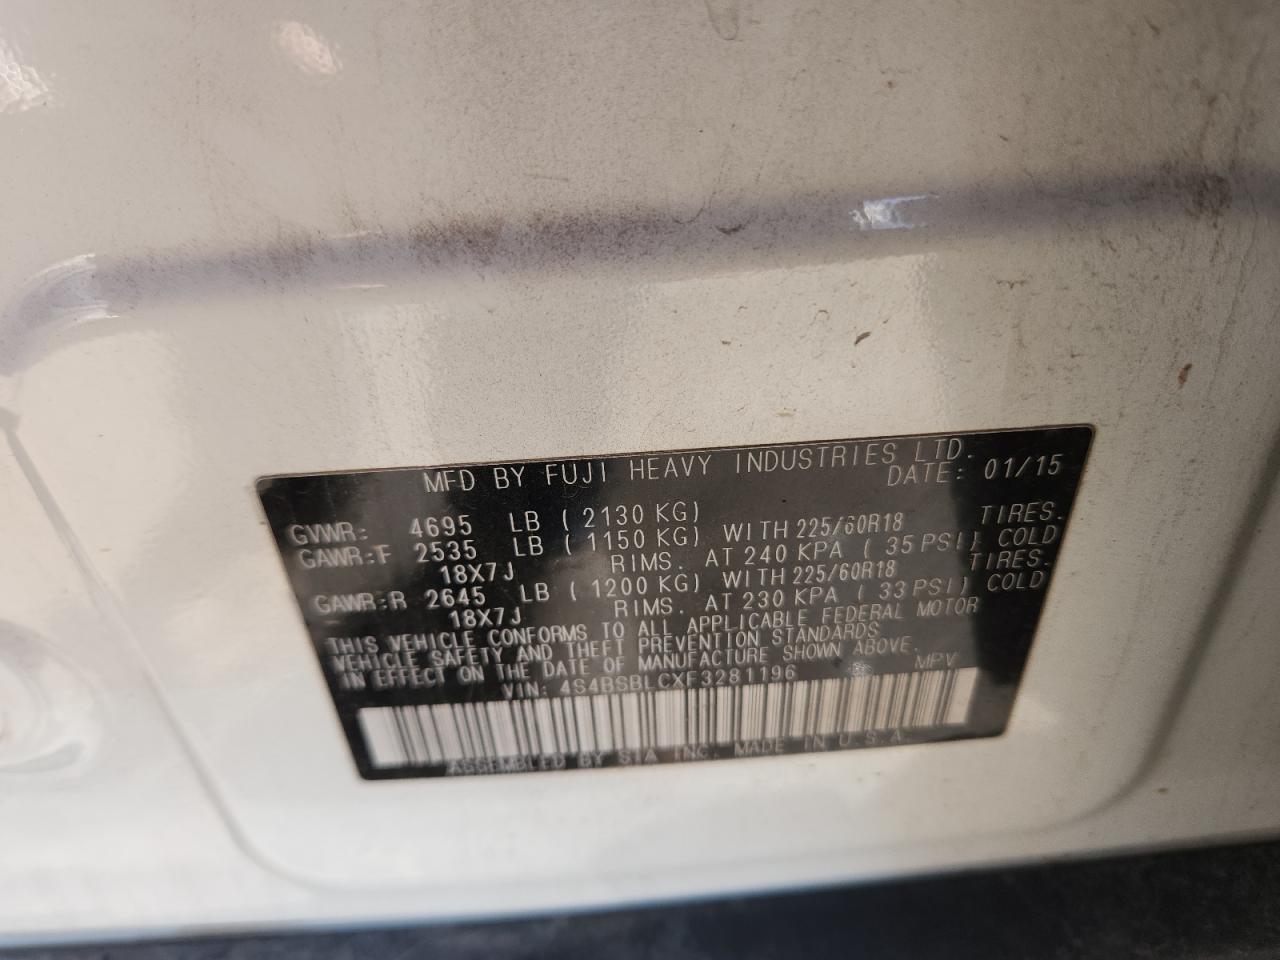 MFD BY FUJI HEAVY INDUSTRIES LTD.
DATE: 01/15
GVWR: 4695 LB ( 2130 KG)
GAWR:F 2535 LB ( 1150 KG) WITH 225/60R18 TIRES.
18X7J RIMS. AT 240 KPA ( 35 PSI) COLD
GAWR:R 2645 LB ( 1200 KG) WITH 225/60R18 TIRES.
18X7J RIMS. AT 230 KPA ( 33 PSI) COLD
THIS VEHICLE CONFORMS TO ALL APPLICABLE FEDERAL MOTOR
VEHICLE SAFETY AND THEFT PREVENTION STANDARDS
IN EFFECT ON THE DATE OF MANUFACTURE SHOWN ABOVE.
VIN: 4S4BSBLCXF3281196 MPV
ASSEMBLED BY SIA INC. MADE IN U.S.A.